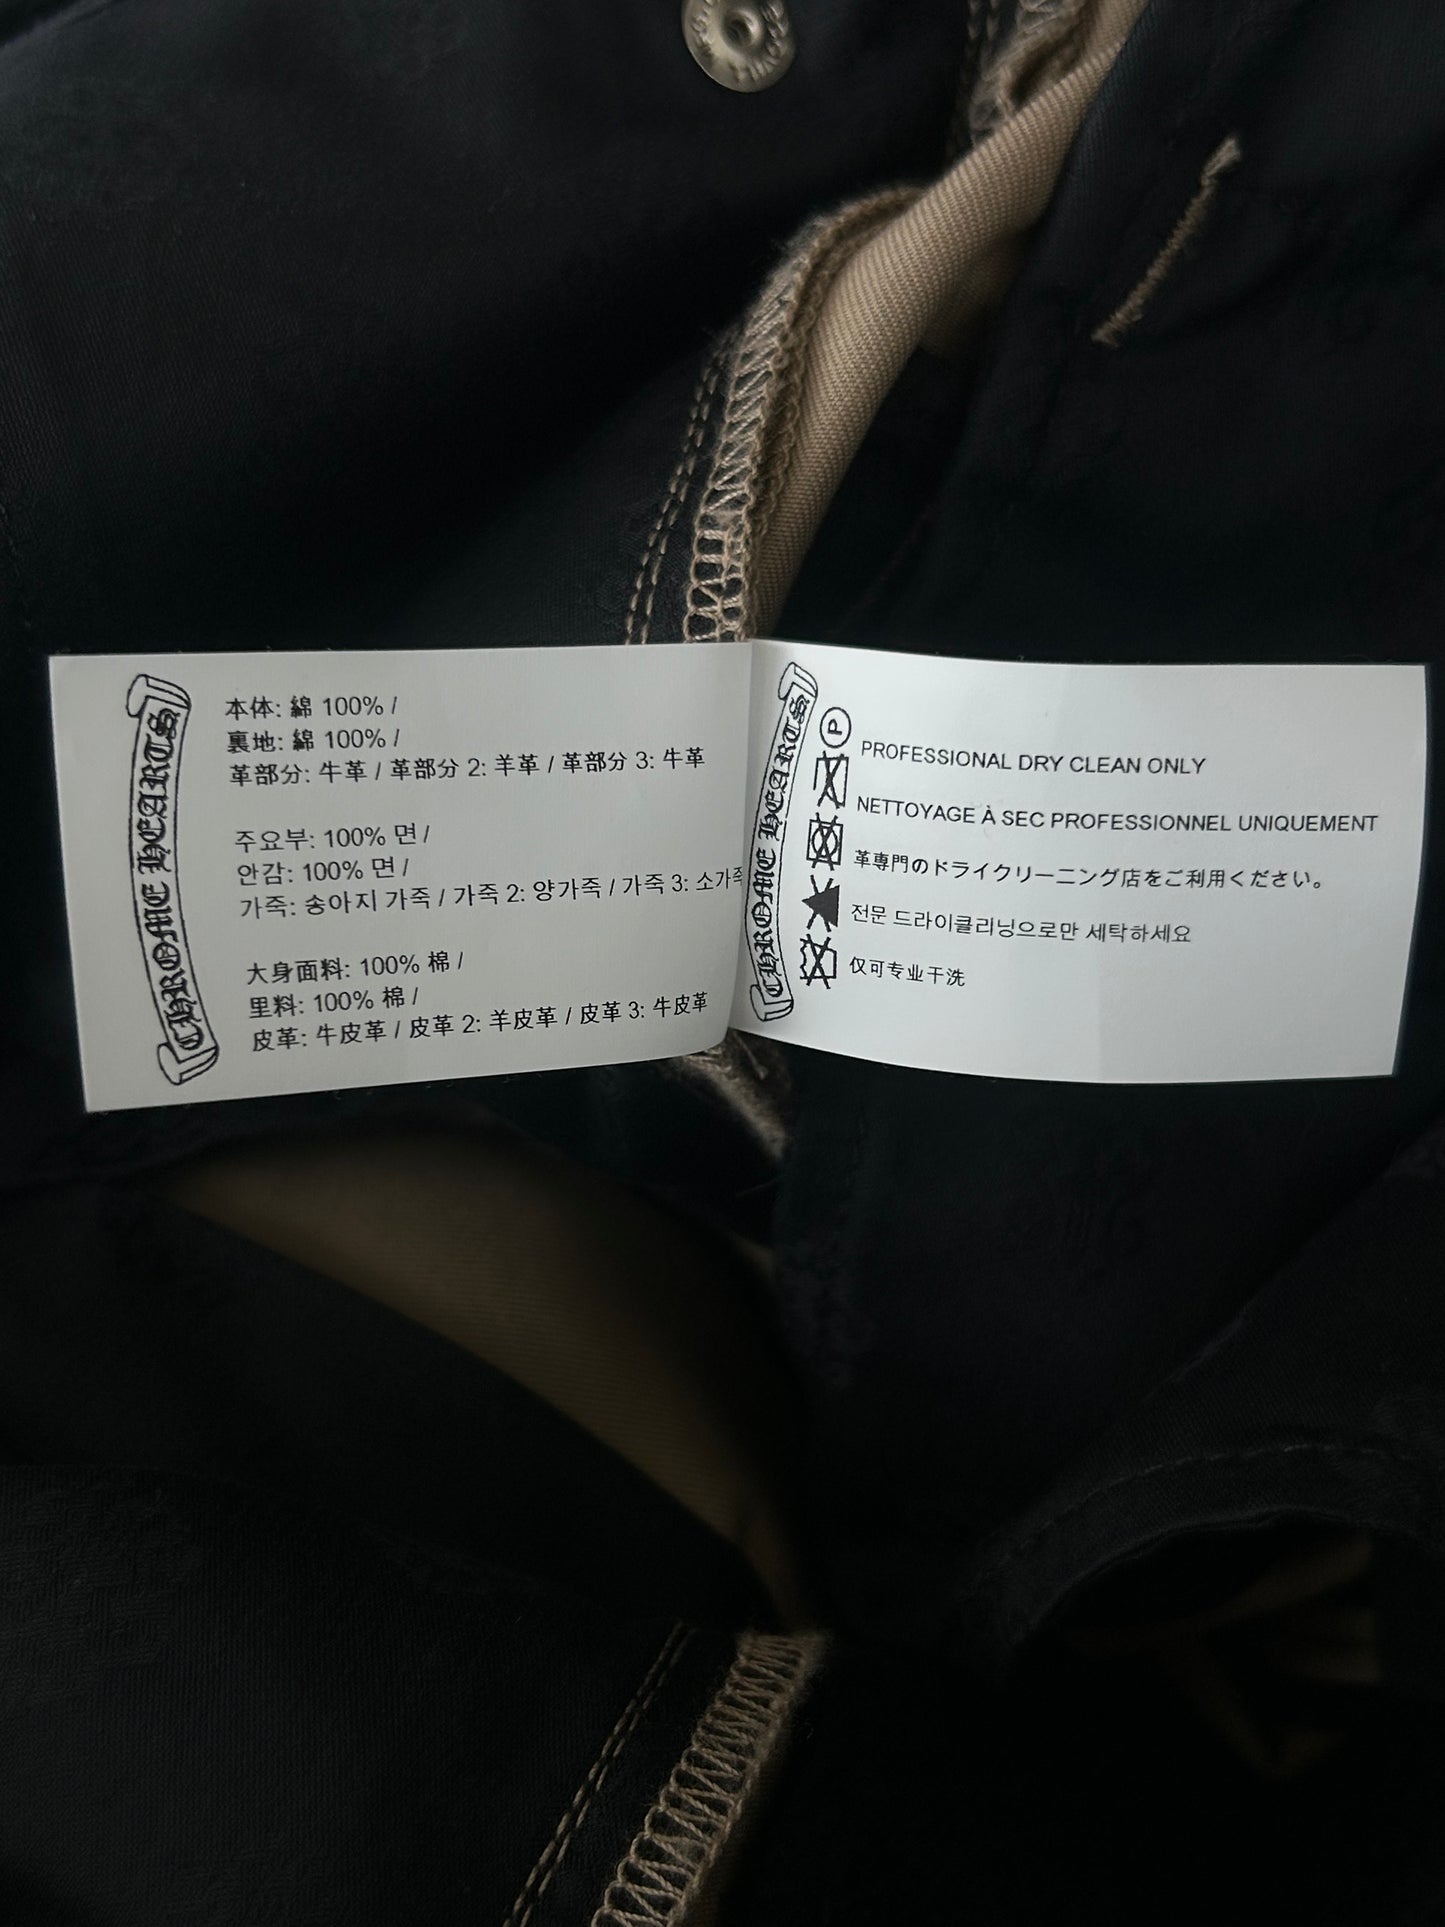 CHROME HEARTS
本体: 綿 100% /
裏地: 綿 100% /
革部分: 牛革 / 革部分 2: 羊革 / 革部分 3: 牛革
주요부: 100% 면 /
안감: 100% 면 /
가죽: 송아지 가죽 / 가죽 2: 양가죽 / 가죽 3: 소가죽
大身面料: 100% 棉 /
里料: 100% 棉 /
皮革: 牛皮革 / 皮革 2: 羊皮革 / 皮革 3: 牛皮革
CHROME HEARTS
P
PROFESSIONAL DRY CLEAN ONLY
NETTOYAGE À SEC PROFESSIONNEL UNIQUEMENT
革専門のドライクリーニング店をご利用ください。
전문 드라이클리닝으로만 세탁하세요
仅可专业干洗